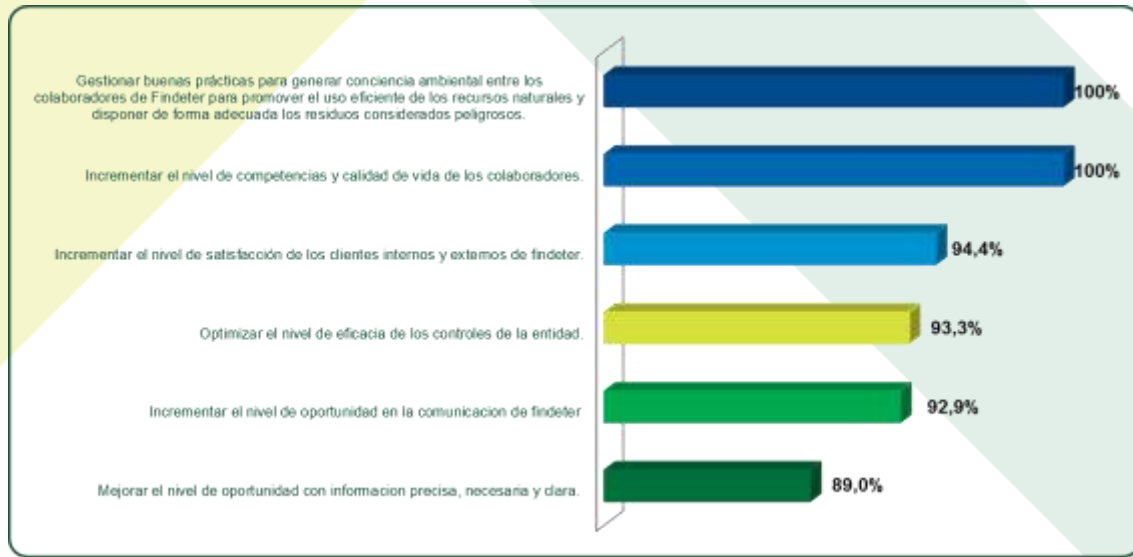 Gestionar buenas prácticas para generar conciencia ambiental entre los
colaboradores de Findeter para promover el uso eficiente de los recursos naturales y
disponer de forma adecuada los residuos considerados peligrosos.
100%
Incrementar el nivel de competencias y calidad de vida de los colaboradores.
100%
Incrementar el nivel de satisfacción de los clientes internos y externos de findeter.
94,4%
Optimizar el nivel de eficacia de los controles de la entidad.
93,3%
Incrementar el nivel de oportunidad en la comunicacion de findeter
92,9%
Mejorar el nivel de oportunidad con informacion precisa, necesaria y clara.
89,0%